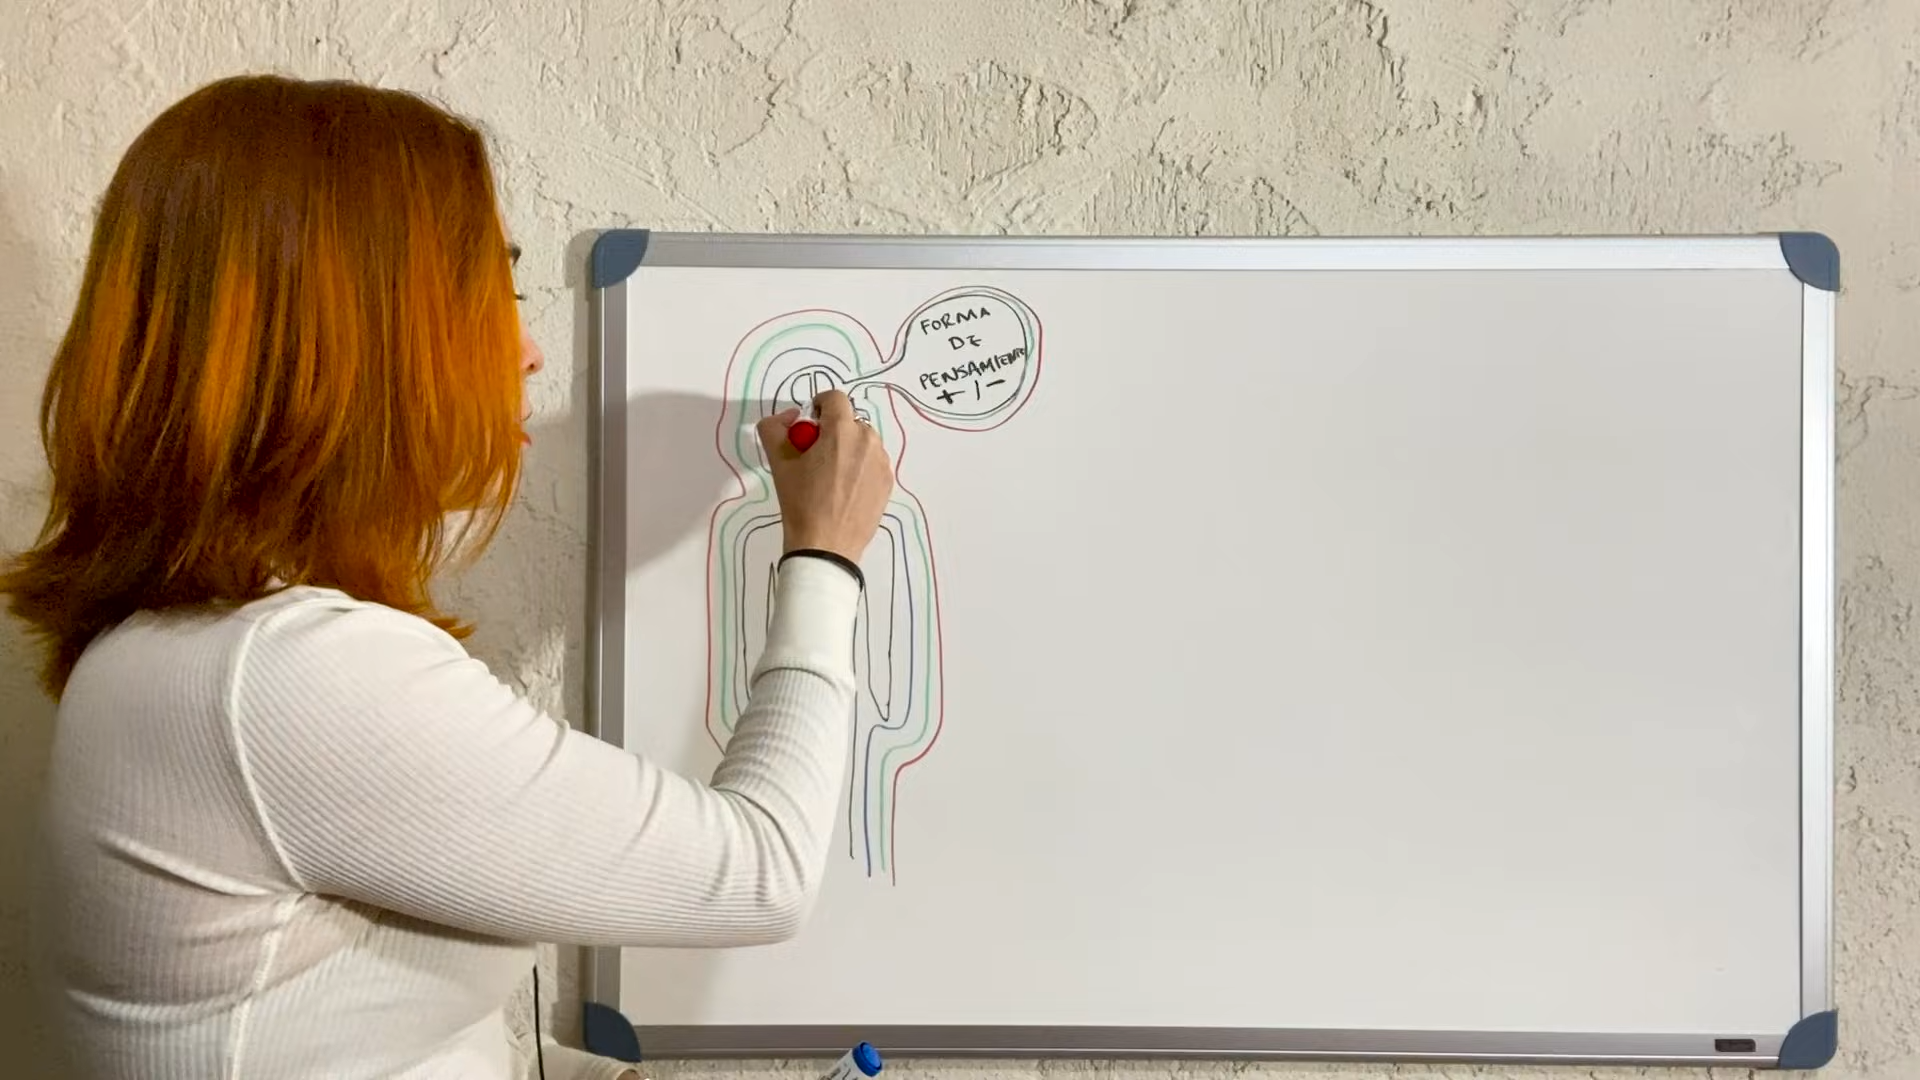 FORMA
DE
PENSAMIENTO
+ / -